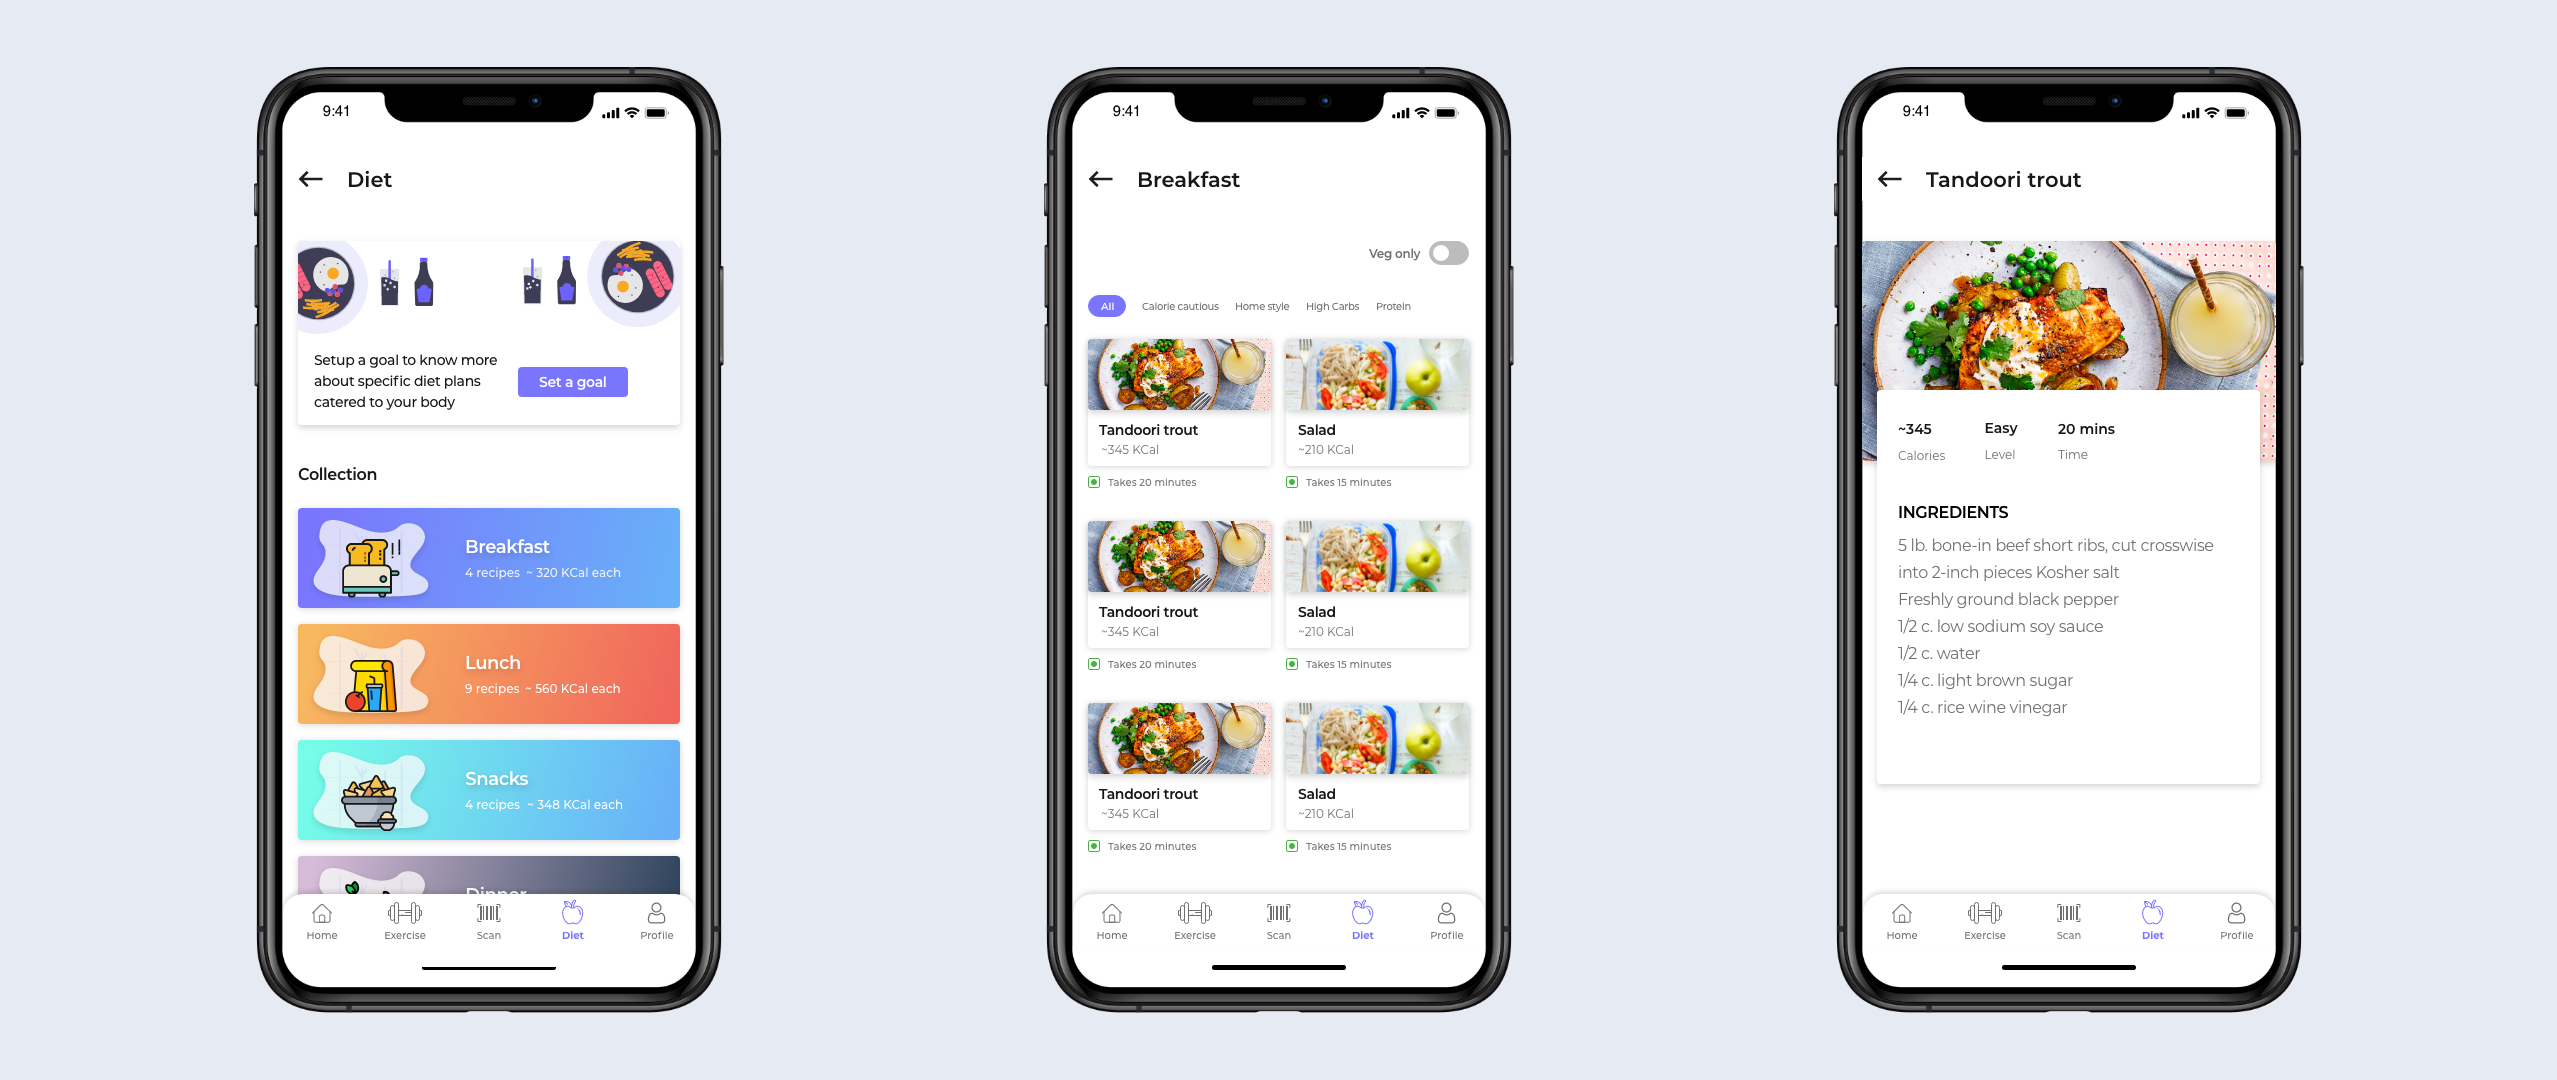 9:41
Diet
Setup a goal to know more
about specific diet plans
catered to your body
Set a goal
Collection
Breakfast
4 recipes ~ 320 KCal each
Lunch
9 recipes ~ 560 KCal each
Snacks
4 recipes ~ 348 KCal each
Dinner
Home Exercise Scan Diet Profile
9:41
Breakfast
Veg only
All Calorie cautious Home style High Carbs Protein
Tandoori trout
~345 KCal
Takes 20 minutes
Salad
~210 KCal
Takes 15 minutes
Tandoori trout
~345 KCal
Takes 20 minutes
Salad
~210 KCal
Takes 15 minutes
Tandoori trout
~345 KCal
Takes 20 minutes
Salad
~210 KCal
Takes 15 minutes
Home Exercise Scan Diet Profile
9:41
Tandoori trout
~345 Easy 20 mins
Calories Level Time
INGREDIENTS
5 lb. bone-in beef short ribs, cut crosswise
into 2-inch pieces Kosher salt
Freshly ground black pepper
1/2 c. low sodium soy sauce
1/2 c. water
1/4 c. light brown sugar
1/4 c. rice wine vinegar
Home Exercise Scan Diet Profile